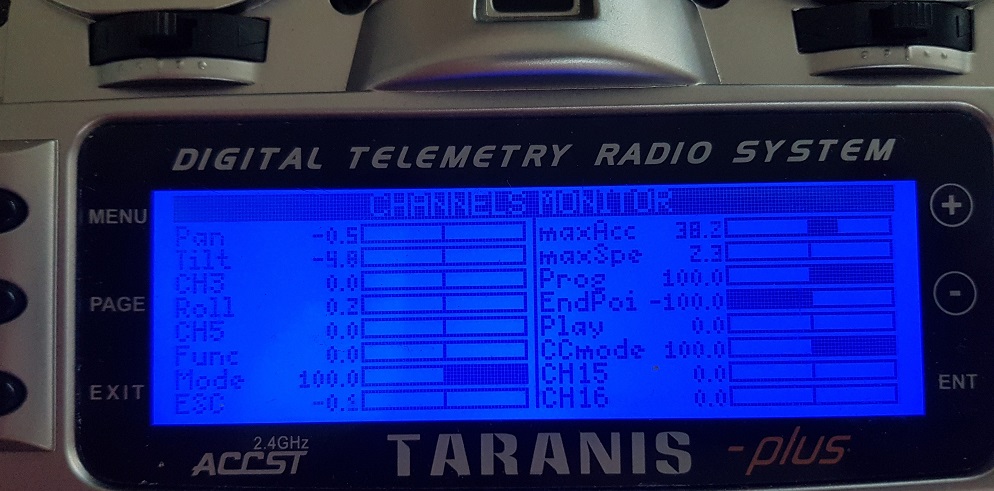 DIGITAL TELEMETRY RADIO SYSTEM
CHANNELS MONITOR
MENU
PAGE
EXIT
Pan -0.5
Tilt -4.8
CH3 0.0
Roll 0.2
CH5 0.0
Func 0.0
Mode 100.0
ESC
maxAcc 38.2
maxSpe 2.3
Prog 100.0
EndPoi -100.0
Play 0.0
CCmode 100.0
CH15 0.0
CH16 0.0
+
-
ENT
2.4GHz
ACCST
TARANIS -plus